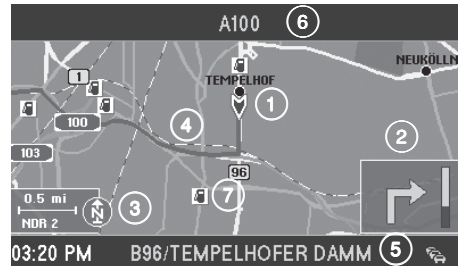 A100 6
NEUKÖLLN
1
TEMPELHOF
1
4
100
2
103
96
0.5 mi
7
3
N
NDR 2
03:20 PM B96/TEMPELHOFER DAMM 5